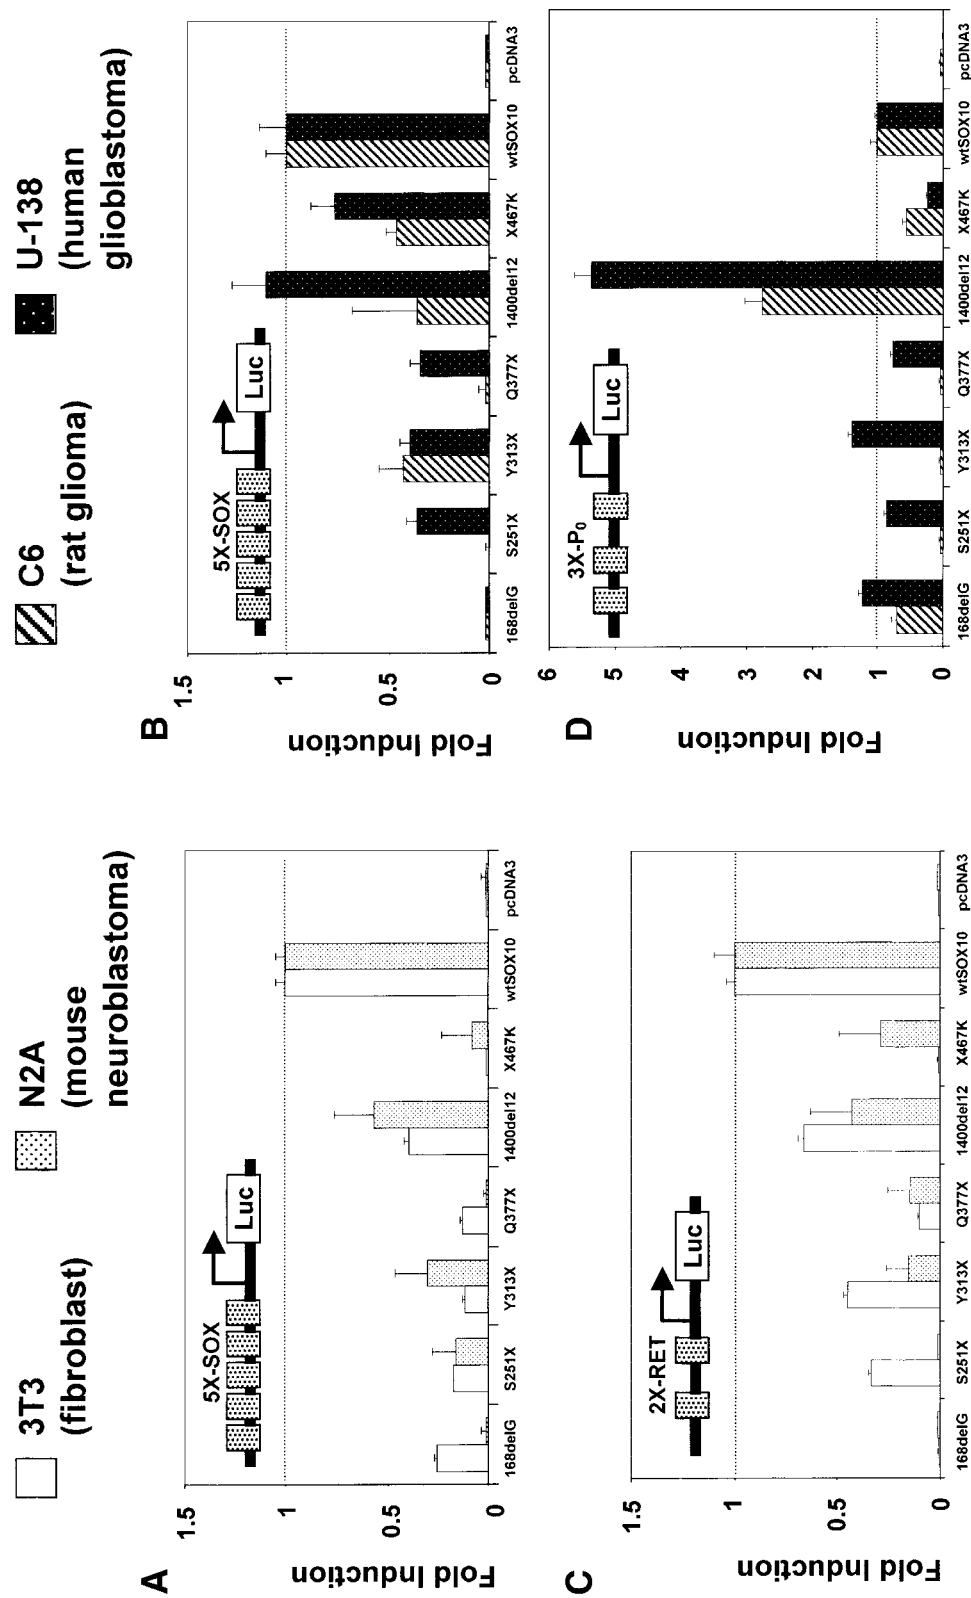 3T3
(fibroblast)
N2A
(mouse
neuroblastoma)
C6
(rat glioma)
U-138
(human
glioblastoma)
A
Fold Induction
1.5
1
0.5
0
5X-SOX
Luc
168delG
S251X
Y313X
Q377X
1400del12
X467K
wtSOX10
pcDNA3
B
Fold Induction
1.5
1
0.5
0
5X-SOX
Luc
168delG
S251X
Y313X
Q377X
1400del12
X467K
wtSOX10
pcDNA3
C
Fold Induction
1.5
1
0.5
0
2X-RET
Luc
168delG
S251X
Y313X
Q377X
1400del12
X467K
wtSOX10
pcDNA3
D
Fold Induction
6
5
4
3
2
1
0
3X-P₀
Luc
168delG
S251X
Y313X
Q377X
1400del12
X467K
wtSOX10
pcDNA3